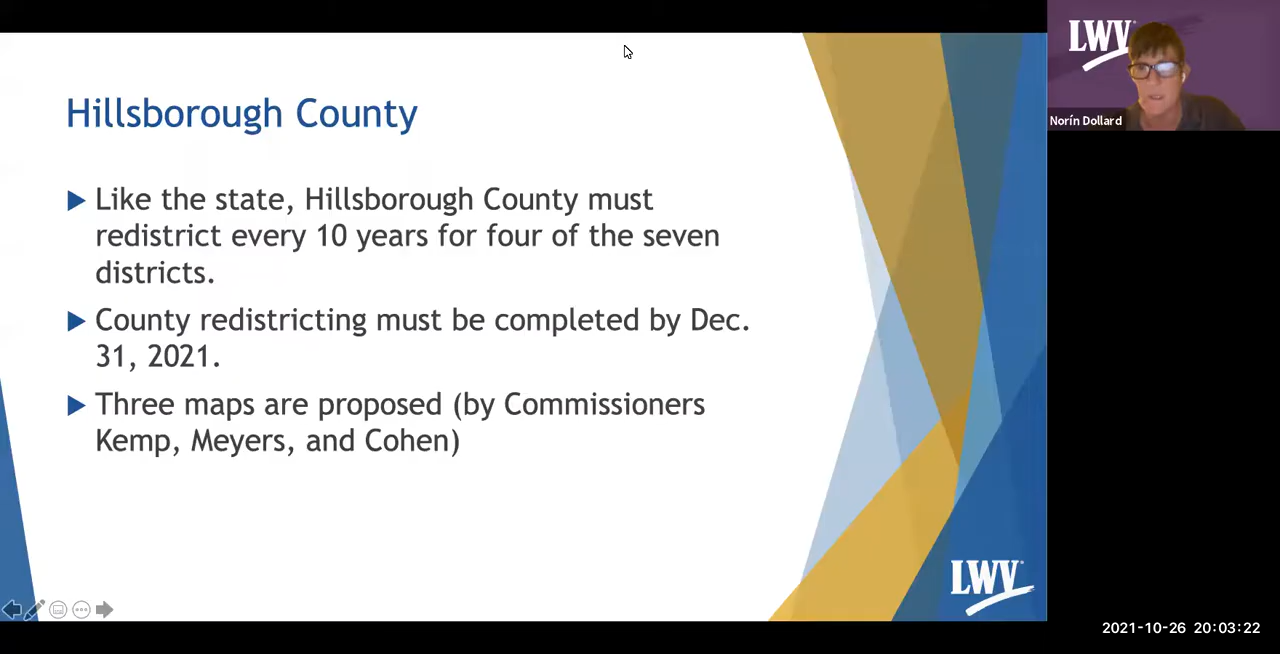 Hillsborough County
Like the state, Hillsborough County must
redistrict every 10 years for four of the seven
districts.
County redistricting must be completed by Dec.
31, 2021.
Three maps are proposed (by Commissioners
Kemp, Meyers, and Cohen)
LWV
LWV
Norín Dollard
2021-10-26 20:03:22